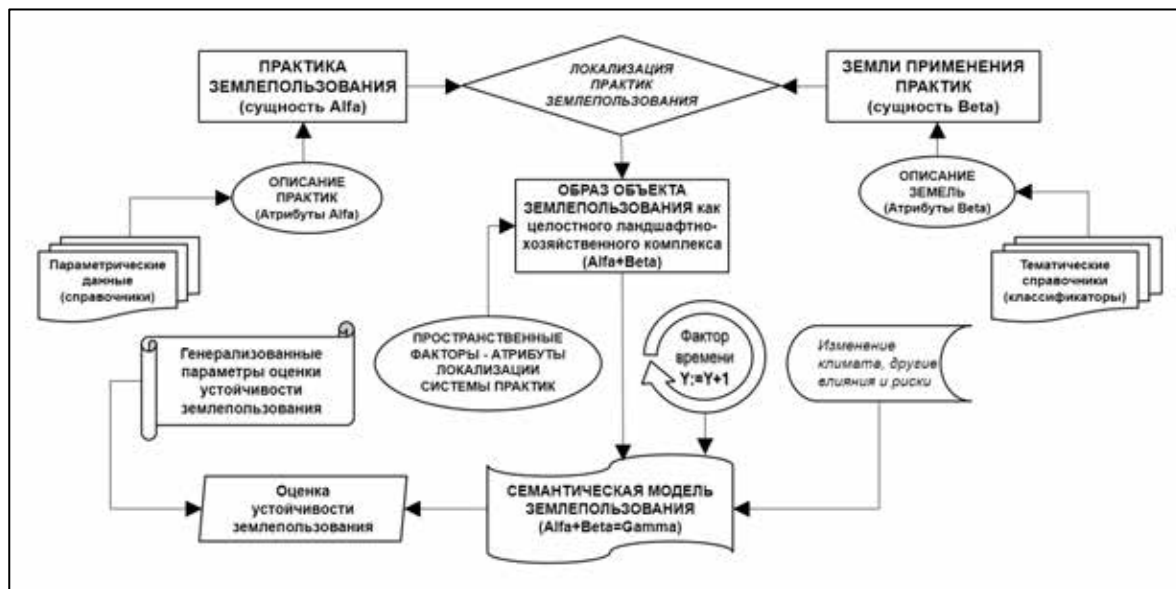 ПРАКТИКА
ЗЕМЛЕПОЛЬЗОВАНИЯ
(сущность Alfa)
ЛОКАЛИЗАЦИЯ
ПРАКТИК
ЗЕМЛЕПОЛЬЗОВАНИЯ
ЗЕМЛИ ПРИМЕНЕНИЯ
ПРАКТИК
(сущность Beta)
ОПИСАНИЕ
ПРАКТИК
(Атрибуты Alfa)
ОБРАЗ ОБЪЕКТА
ЗЕМЛЕПОЛЬЗОВАНИЯ как
целостного ландшафтно-
хозяйственного комплекса
(Alfa+Beta)
ОПИСАНИЕ
ЗЕМЕЛЬ
(Атрибуты Beta)
Параметрические
данные
(справочники)
Тематические
справочники
(классификаторы)
Генерализованные
параметры оценки
устойчивости
землепользования
ПРОСТРАНСТВЕННЫЕ
ФАКТОРЫ - АТРИБУТЫ
ЛОКАЛИЗАЦИИ
СИСТЕМЫ ПРАКТИК
Фактор
времени
Y:=Y+1
Изменение
климата, другие
влияния и риски
Оценка
устойчивости
землепользования
СЕМАНТИЧЕСКАЯ МОДЕЛЬ
ЗЕМЛЕПОЛЬЗОВАНИЯ
(Alfa+Beta=Gamma)